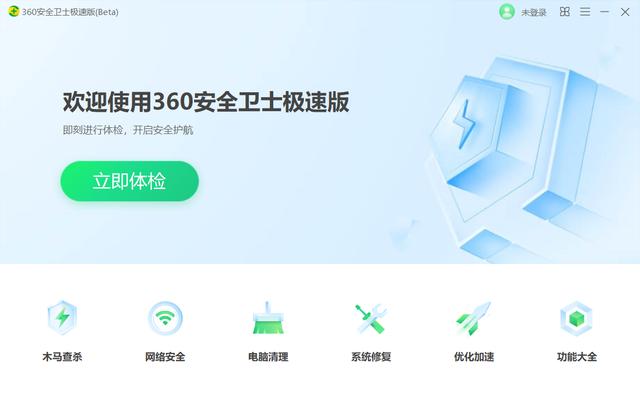 360安全卫士极速版(Beta)
未登录
欢迎使用360安全卫士极速版
即刻进行体检，开启安全护航
立即体检
木马查杀 网络安全 电脑清理 系统修复 优化加速 功能大全